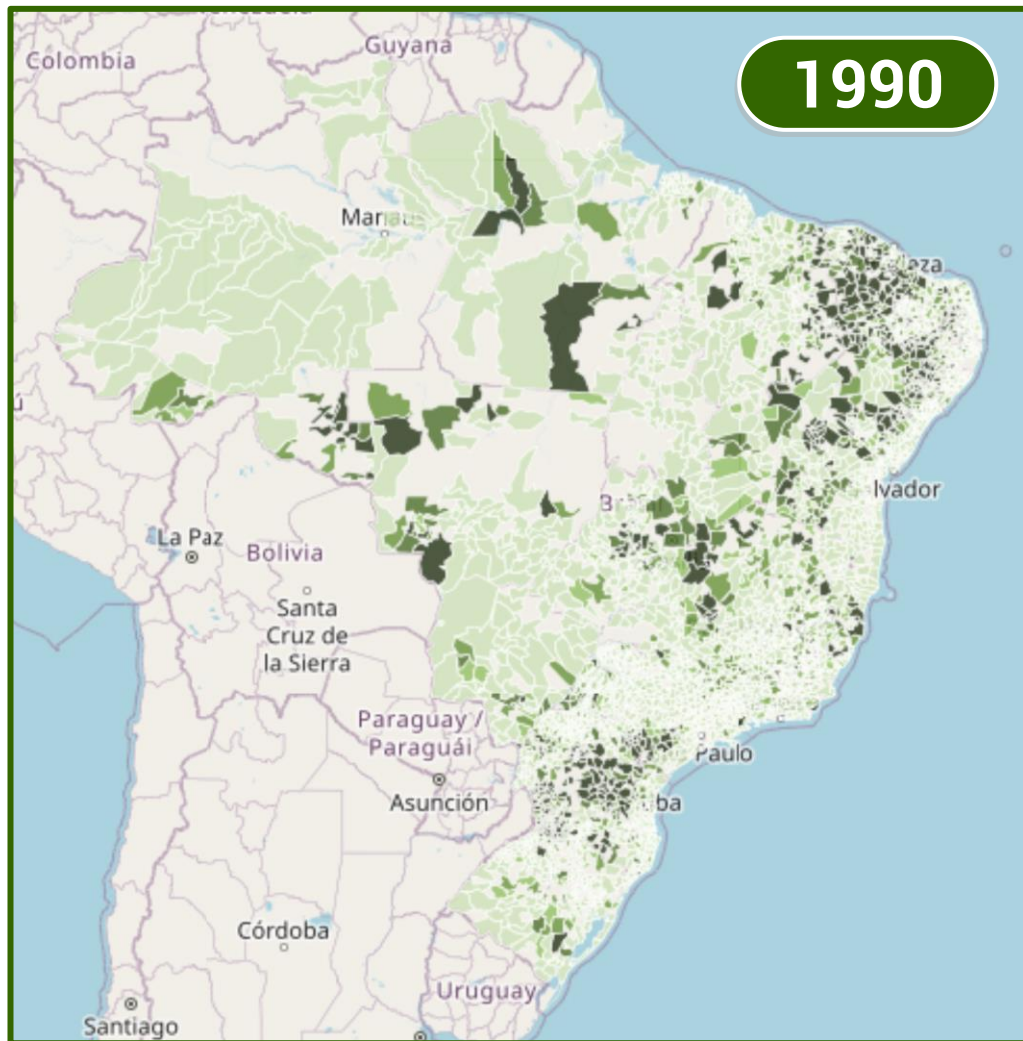 1990
Colombia
Guyana
Manaus
La Paz
Bolivia
Santa
Cruz de
la Sierra
lvador
Paraguay /
Paraguái
Asunción
Paulo
ba
Córdoba
Uruguay
Santiago